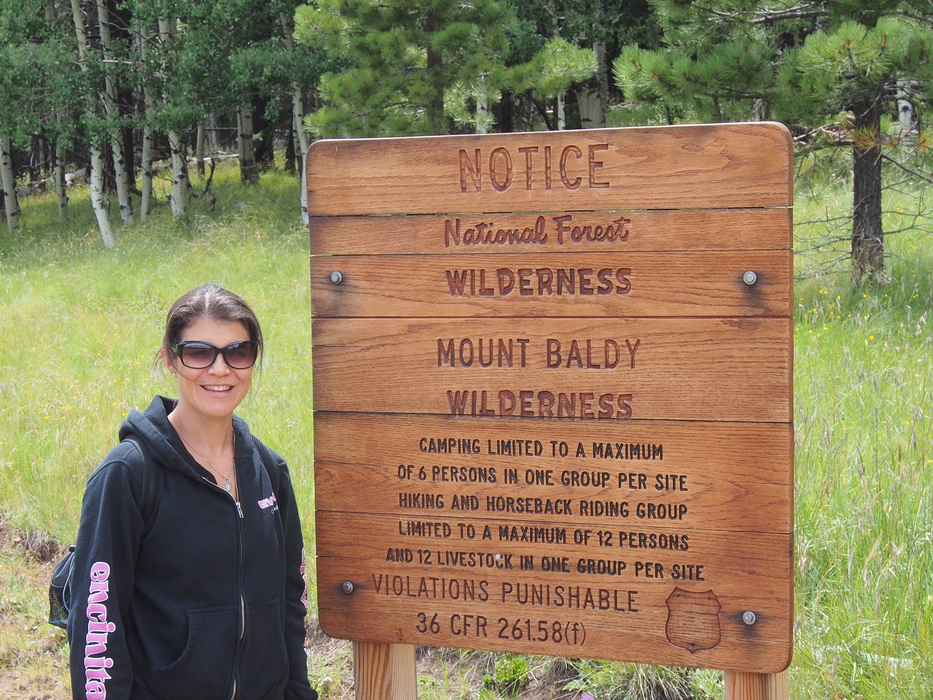 NOTICE
National Forest
WILDERNESS
MOUNT BALDY
WILDERNESS
CAMPING LIMITED TO A MAXIMUM
OF 6 PERSONS IN ONE GROUP PER SITE
HIKING AND HORSEBACK RIDING GROUP
LIMITED TO A MAXIMUM OF 12 PERSONS
AND 12 LIVESTOCK IN ONE GROUP PER SITE
VIOLATIONS PUNISHABLE
36 CFR 261.58(f)
encinita